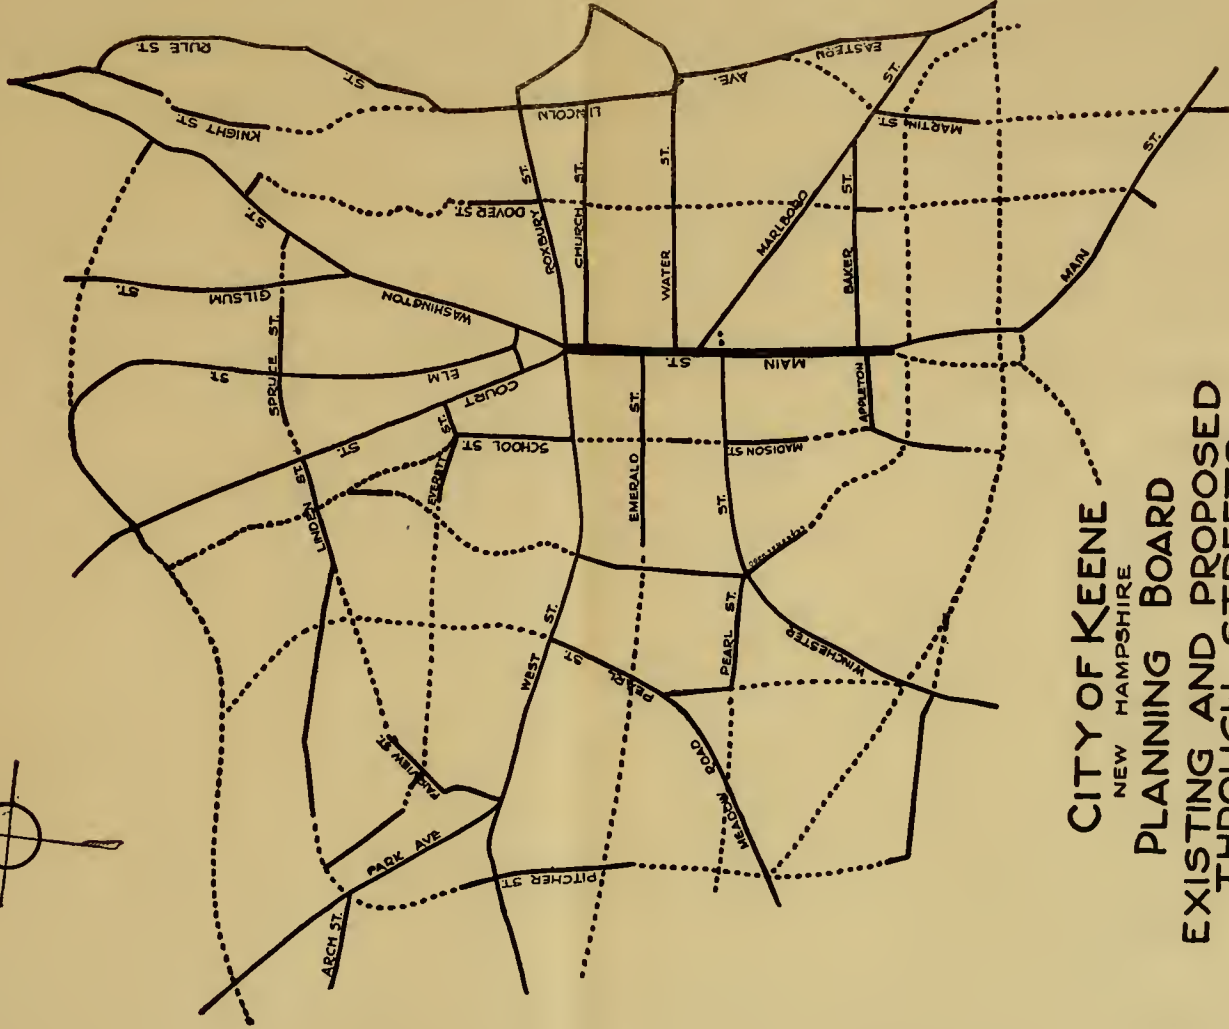 RULE ST.
ST.
KNIGHT ST.
LINCOLN
ST.
EASTERN
AVE.
MARTIN ST.
ST.
DOVER ST.
ROXBURY
ST.
CHURCH ST.
WATER ST.
MARLBORO
BAKER ST.
MAIN
ST.
GILSUM
ST.
WASHINGTON
SPRUCE ST.
ELM
ST.
COURT
ST.
MAIN
ST.
APPLETON
SCHOOL ST.
EVERETT
ST.
EMERALD ST.
MADISON ST.
ST.
LINDEN ST.
WEST ST.
PEARL
ST.
PEARL ST.
WINCHESTER
FAIRVIEW ST.
MEADOW ROAD
PARK AVE
PITCHER ST.
ARCH ST.
CITY OF KEENE
NEW HAMPSHIRE
PLANNING BOARD
EXISTING AND PROPOSED
THROUGH STREETS